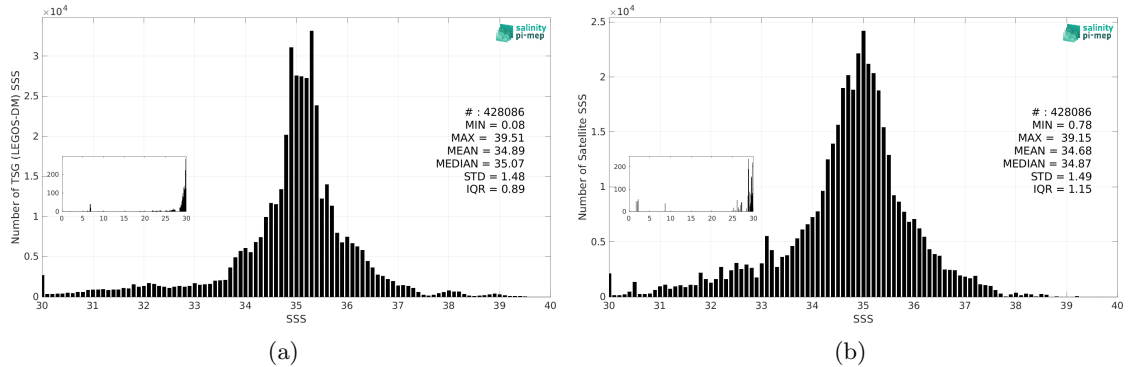 ×10⁴
3
2.5
2
1.5
1
0.5
0
Number of TSG (LEGOS-DM) SSS
salinity
pi-mep
# : 428086
MIN = 0.08
MAX = 39.51
MEAN = 34.89
MEDIAN = 35.07
STD = 1.48
IQR = 0.89
200
100
0
0 5 10 15 20 25 30
30 31 32 33 34 35 36 37 38 39 40
SSS
(a)
×10⁴
2.5
2
1.5
1
0.5
0
Number of Satellite SSS
salinity
pi-mep
# : 428086
MIN = 0.78
MAX = 39.15
MEAN = 34.68
MEDIAN = 34.87
STD = 1.49
IQR = 1.15
200
100
0
0 5 10 15 20 25 30
30 31 32 33 34 35 36 37 38 39 40
SSS
(b)